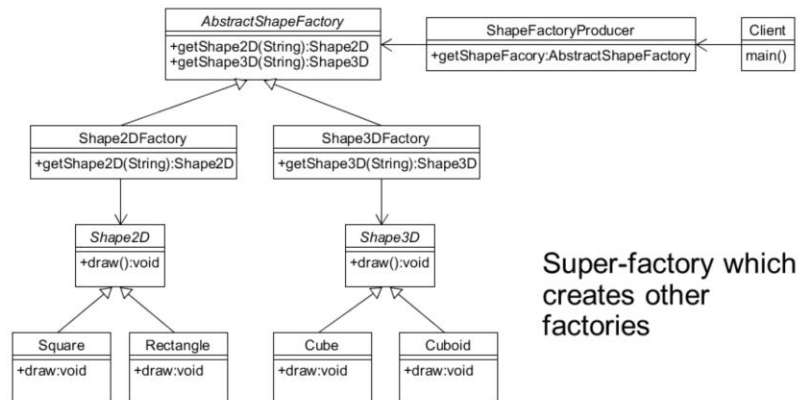 AbstractShapeFactory
+getShape2D(String):Shape2D
+getShape3D(String):Shape3D
ShapeFactoryProducer
+getShapeFacory:AbstractShapeFactory
Client
main()
Shape2DFactory
+getShape2D(String):Shape2D
Shape3DFactory
+getShape3D(String):Shape3D
Shape2D
+draw():void
Shape3D
+draw():void
Super-factory which
creates other
factories
Square
+draw:void
Rectangle
+draw:void
Cube
+draw:void
Cuboid
+draw:void